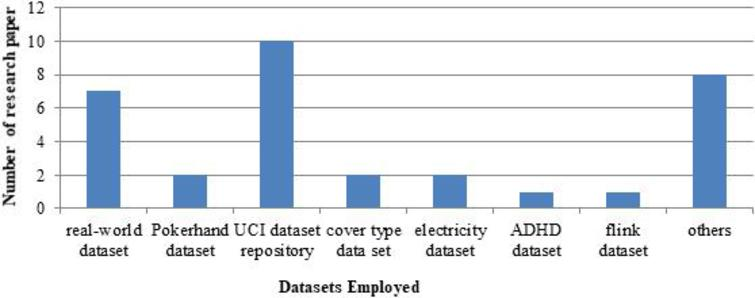 Number of research paper
12
10
8
6
4
2
0
real-world dataset
Pokerhand dataset
UCI dataset repository
cover type data set
electricity dataset
ADHD dataset
flink dataset
others
Datasets Employed